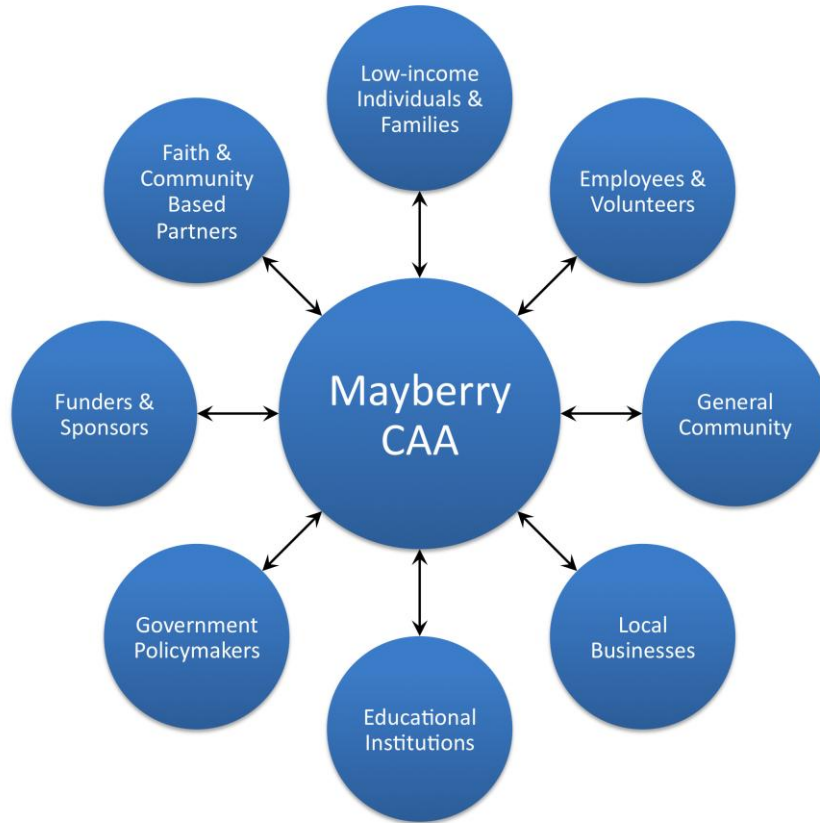 Low-income
Individuals &
Families
Employees &
Volunteers
General
Community
Local
Businesses
Educational
Institutions
Government
Policymakers
Funders &
Sponsors
Faith &
Community
Based
Partners
Mayberry
CAA